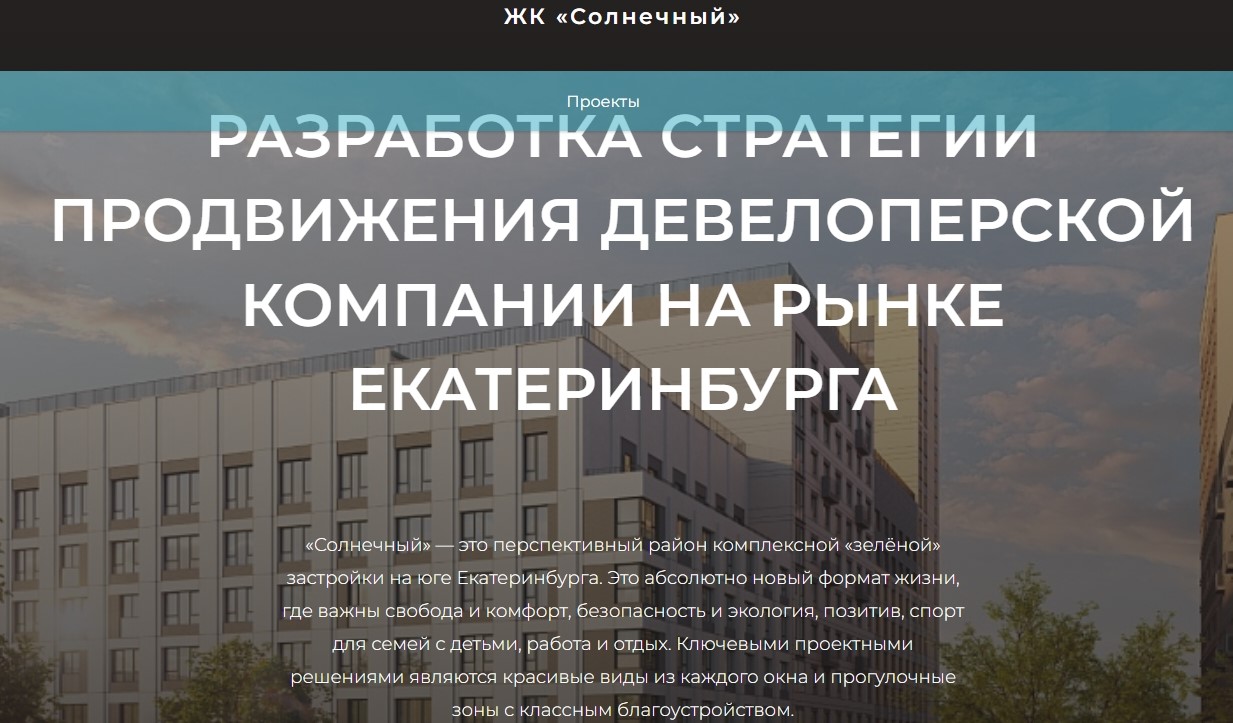 ЖК «Солнечный»
Проекты
РАЗРАБОТКА СТРАТЕГИИ
ПРОДВИЖЕНИЯ ДЕВЕЛОПЕРСКОЙ
КОМПАНИИ НА РЫНКЕ
ЕКАТЕРИНБУРГА
«Солнечный» — это перспективный район комплексной «зелёной»
застройки на юге Екатеринбурга. Это абсолютно новый формат жизни,
где важны свобода и комфорт, безопасность и экология, позитив, спорт
для семей с детьми, работа и отдых. Ключевыми проектными
решениями являются красивые виды из каждого окна и прогулочные
зоны с классным благоустройством.